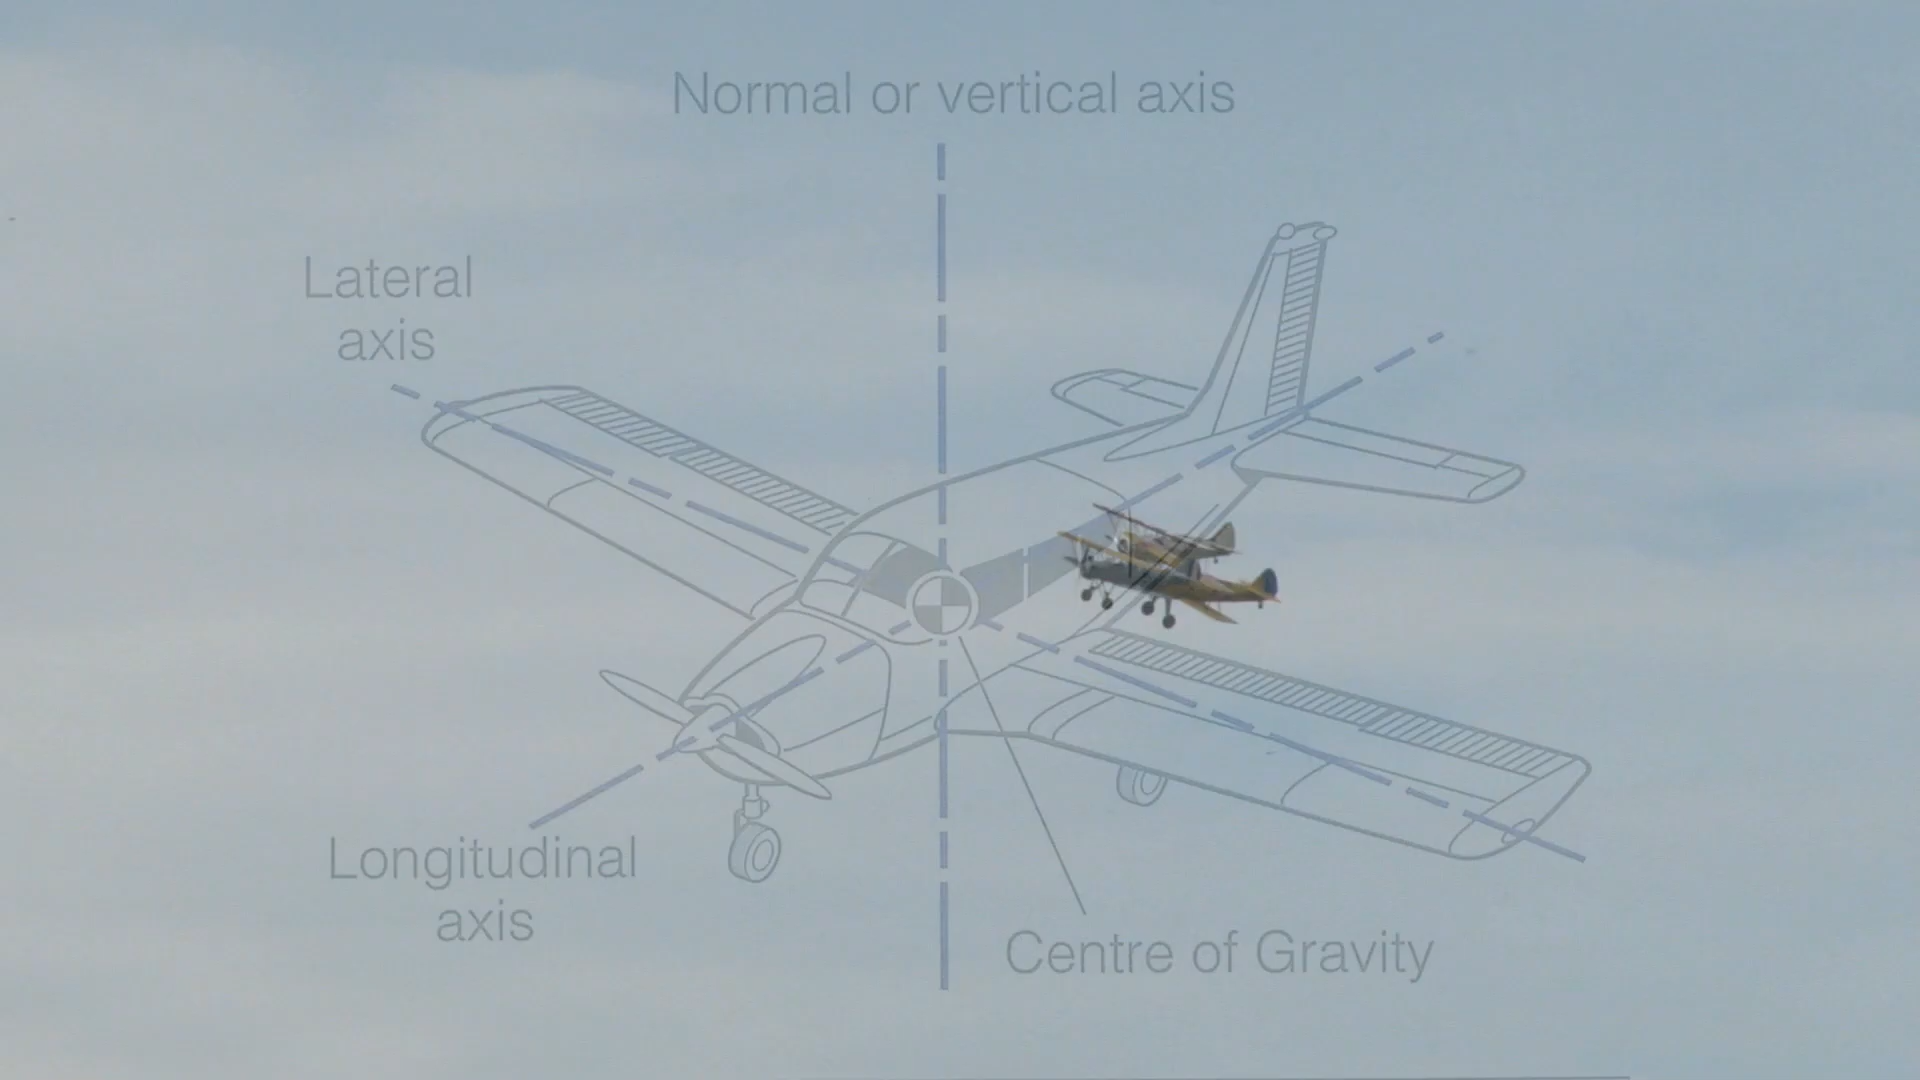 Normal or vertical axis
Lateral
axis
Longitudinal
axis
Centre of Gravity